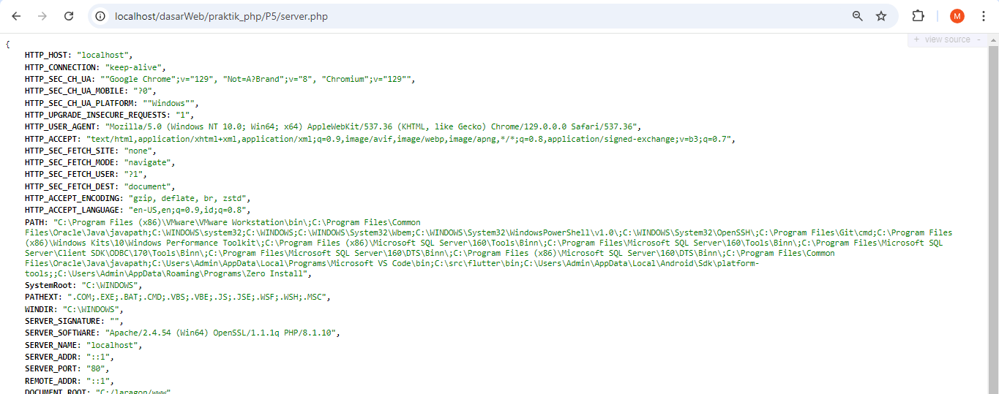 localhost/dasarWeb/praktik_php/P5/server.php
M
+ view source -
{
HTTP_HOST: "localhost",
HTTP_CONNECTION: "keep-alive",
HTTP_SEC_CH_UA: ""Google Chrome";v="129", "Not=A?Brand";v="8", "Chromium";v="129"",
HTTP_SEC_CH_UA_MOBILE: "?0",
HTTP_SEC_CH_UA_PLATFORM: ""Windows"",
HTTP_UPGRADE_INSECURE_REQUESTS: "1",
HTTP_USER_AGENT: "Mozilla/5.0 (Windows NT 10.0; Win64; x64) AppleWebKit/537.36 (KHTML, like Gecko) Chrome/129.0.0.0 Safari/537.36",
HTTP_ACCEPT: "text/html,application/xhtml+xml,application/xml;q=0.9,image/avif,image/webp,image/apng,*/*;q=0.8,application/signed-exchange;v=b3;q=0.7",
HTTP_SEC_FETCH_SITE: "none",
HTTP_SEC_FETCH_MODE: "navigate",
HTTP_SEC_FETCH_USER: "?1",
HTTP_SEC_FETCH_DEST: "document",
HTTP_ACCEPT_ENCODING: "gzip, deflate, br, zstd",
HTTP_ACCEPT_LANGUAGE: "en-US,en;q=0.9,id;q=0.8",
PATH: "C:\Program Files (x86)\VMware\VMware Workstation\bin\;C:\Program Files\Common
Files\Oracle\Java\javapath;C:\WINDOWS\system32;C:\WINDOWS;C:\WINDOWS\System32\Wbem;C:\WINDOWS\System32\WindowsPowerShell\v1.0\;C:\WINDOWS\System32\OpenSSH\;C:\Program Files\Git\cmd;C:\Program Files
(x86)\Windows Kits\10\Windows Performance Toolkit\;C:\Program Files (x86)\Microsoft SQL Server\160\Tools\Binn\;C:\Program Files\Microsoft SQL Server\160\Tools\Binn\;C:\Program Files\Microsoft SQL
Server\Client SDK\ODBC\170\Tools\Binn\;C:\Program Files\Microsoft SQL Server\160\DTS\Binn\;C:\Program Files (x86)\Microsoft SQL Server\160\DTS\Binn\;C:\Program Files\Common
Files\Oracle\Java\javapath;C:\Users\Admin\AppData\Local\Programs\Microsoft VS Code\bin;C:\src\flutter\bin;C:\Users\Admin\AppData\Local\Android\Sdk\platform-
tools;;C:\Users\Admin\AppData\Roaming\Programs\Zero Install",
SystemRoot: "C:\WINDOWS",
PATHEXT: ".COM;.EXE;.BAT;.CMD;.VBS;.VBE;.JS;.JSE;.WSF;.WSH;.MSC",
WINDIR: "C:\WINDOWS",
SERVER_SIGNATURE: "",
SERVER_SOFTWARE: "Apache/2.4.54 (Win64) OpenSSL/1.1.1q PHP/8.1.10",
SERVER_NAME: "localhost",
SERVER_ADDR: "::1",
SERVER_PORT: "80",
REMOTE_ADDR: "::1",
DOCUMENT_ROOT: "C:/laragon/www"